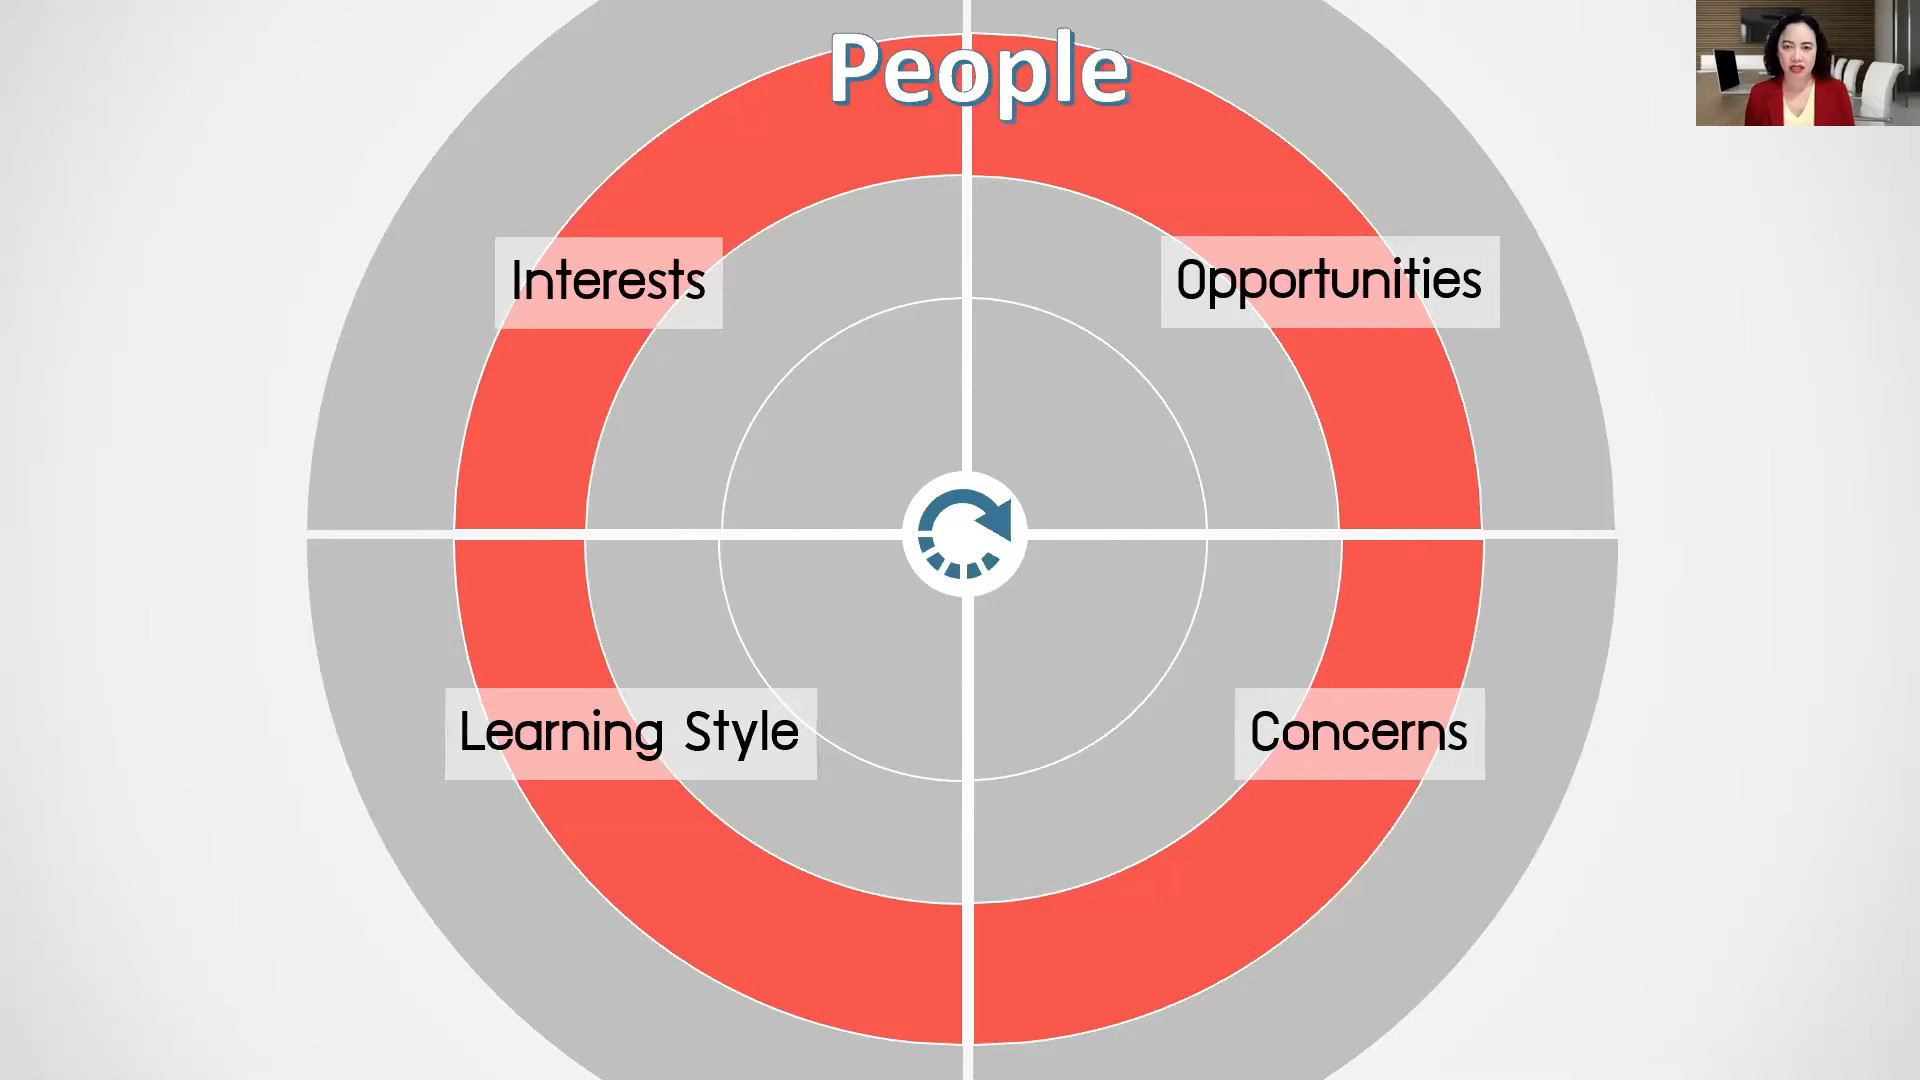 People
Interests
Opportunities
Learning Style
Concerns